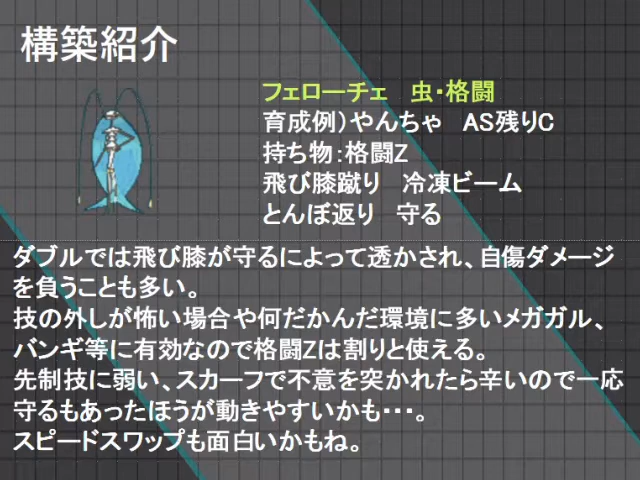 構築紹介
フェローチェ　虫・格闘
育成例）やんちゃ　AS残りC
持ち物：格闘Z
飛び膝蹴り　冷凍ビーム
とんぼ返り　守る
ダブルでは飛び膝が守るによって透かされ、自傷ダメージ
を負うことも多い。
技の外しが怖い場合や何だかんだ環境に多いメガガル、
バンギ等に有効なので格闘Zは割りと使える。
先制技に弱い、スカーフで不意を突かれたら辛いので一応
守るもあったほうが動きやすいかも・・・。
スピードスワップも面白いかもね。